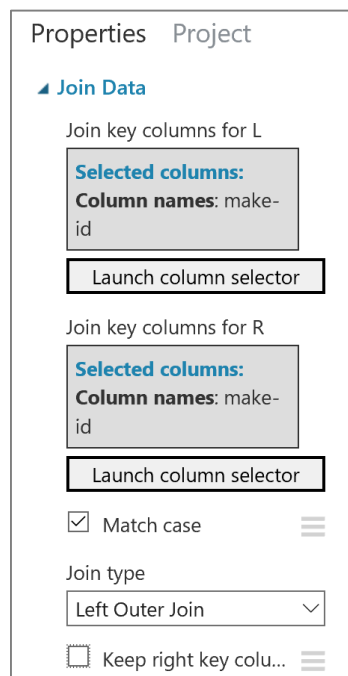 Properties Project
Join Data
Join key columns for L
Selected columns:
Column names: make-
id
Launch column selector
Join key columns for R
Selected columns:
Column names: make-
id
Launch column selector
Match case
Join type
Left Outer Join
Keep right key colu...